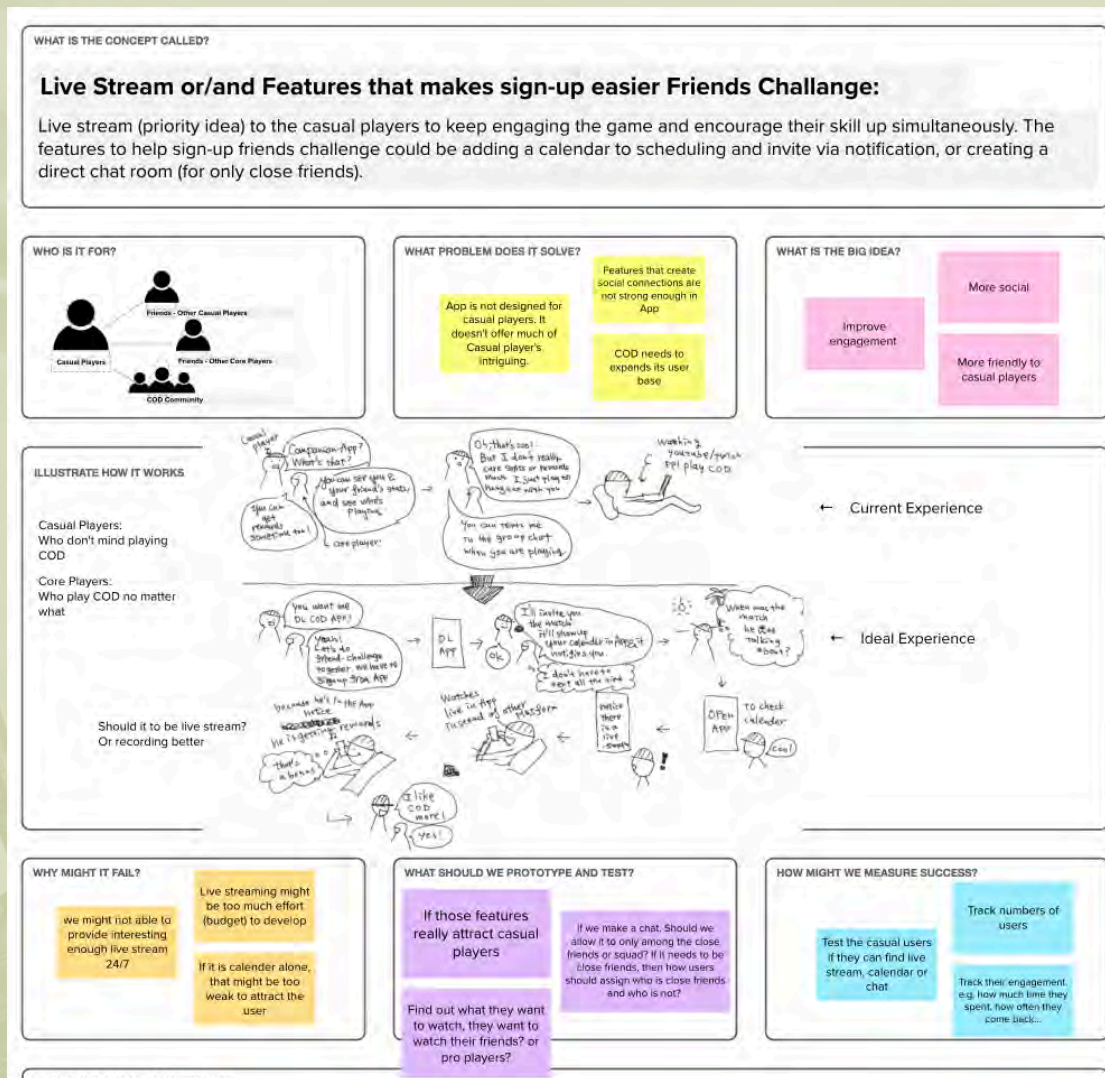 WHAT IS THE CONCEPT CALLED?
Live Stream or/and Features that makes sign-up easier Friends Challange:
Live stream (priority idea) to the casual players to keep engaging the game and encourage their skill up simultaneously. The
features to help sign-up friends challenge could be adding a calendar to scheduling and invite via notification, or creating a
direct chat room (for only close friends).
WHO IS IT FOR?
Casual Players
Friends - Other Casual Players
Friends - Other Core Players
COD Community
WHAT PROBLEM DOES IT SOLVE?
App is not designed for
casual players. It
doesn't offer much of
Casual player's
intriguing.
Features that create
social connections are
not strong enough in
App
COD needs to
expands its user
base
WHAT IS THE BIG IDEA?
Improve
engagement
More social
More friendly to
casual players
ILLUSTRATE HOW IT WORKS
Casual Players:
Who don't mind playing
COD
Core Players:
Who play COD no matter
what
Should it to be live stream?
Or recording better
Casual
player
Companion-App?
What's that?
You can see you &
your friend's stats,
and see who's
playing
you can
get
rewards
sometime too!
core player
Oh, that's cool!
But I don't really
care stats or rewards
much. I just play to
hang out with you
You can text me
in the group chat
when you are playing
watching
youtube/twitch
ppl play COD
← Current Experience
you want me
DL COD APP?
Yeah!
Let's do
friend-challenge
together. we have to
sign up from App
DL
APP
OK
I'll invite you
the match
it'll show up
your calendar in App & it
notifies you.
I don't have to
text all the time
When was the
match
he was
talking
about?
← Ideal Experience
OPEN
APP
to check
calender
cool
notice
there
is a
live
stream
!
Watches
live in App
instead of other
platform
because he's in the App
notice
he is getting rewards
that's
a bonus
I like
COD
more!
yes!
WHY MIGHT IT FAIL?
we might not able to
provide interesting
enough live stream
24/7
Live streaming might
be too much effort
(budget) to develop
If it is calender alone,
that might be too
weak to attract the
user
WHAT SHOULD WE PROTOTYPE AND TEST?
If those features
really attract casual
players
If we make a chat. Should we
allow it to only among the close
friends or squad? If it needs to be
close friends, then how users
should assign who is close friends
and who is not?
Find out what they want
to watch, they want to
watch their friends? or
pro players?
HOW MIGHT WE MEASURE SUCCESS?
Test the casual users
if they can find live
stream, calendar or
chat
Track numbers of
users
Track their engagement.
e.g. how much time they
spent, how often they
come back...